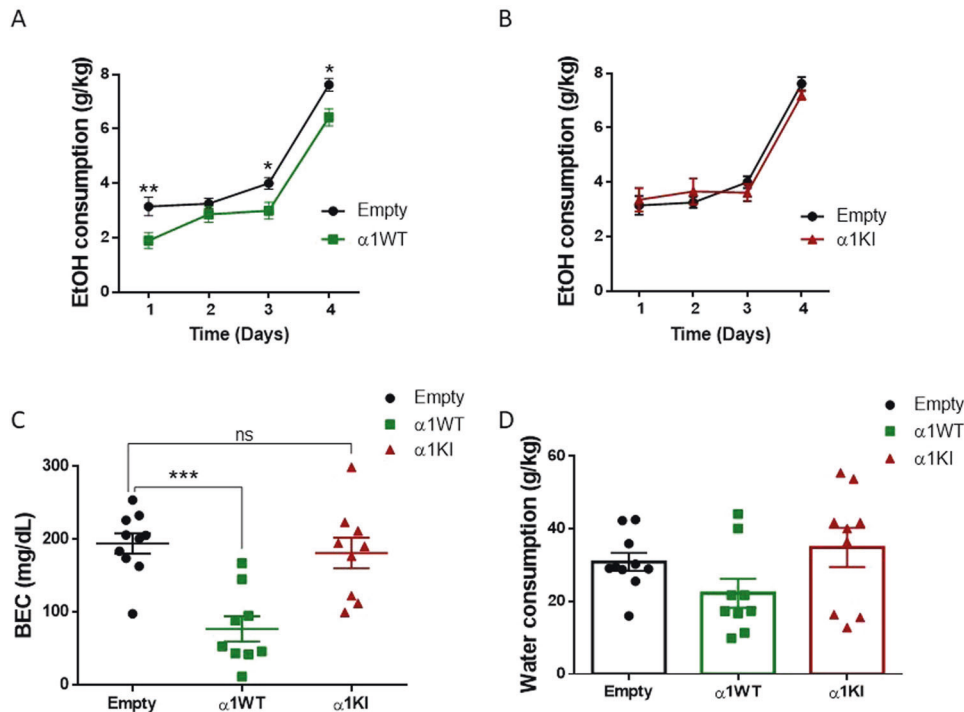 A
EtOH consumption (g/kg)
8
6
4
2
0
**
*
*
Empty
α1WT
1 2 3 4
Time (Days)
B
EtOH consumption (g/kg)
8
6
4
2
0
Empty
α1KI
1 2 3 4
Time (Days)
C
Empty
α1WT
α1KI
ns
***
BEC (mg/dL)
300
200
100
0
Empty α1WT α1KI
D
Empty
α1WT
α1KI
Water consumption (g/kg)
60
40
20
0
Empty α1WT α1KI